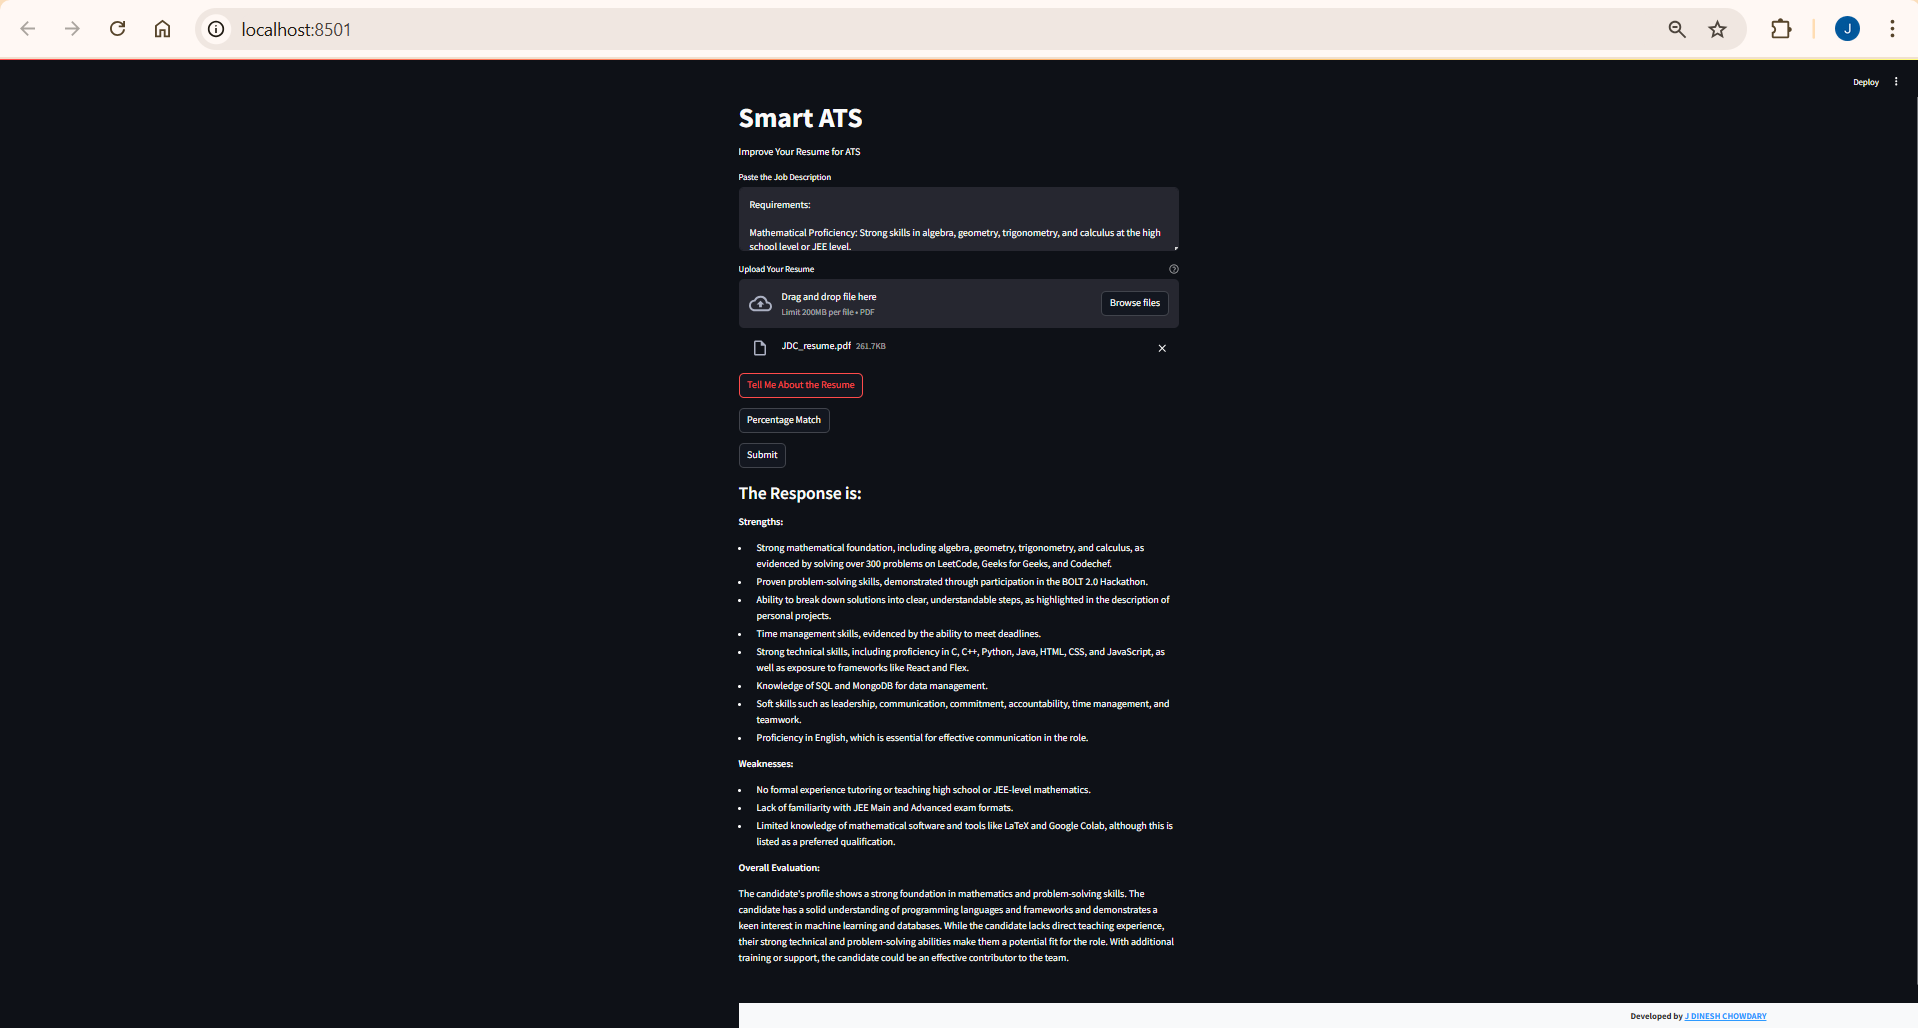 localhost:8501
J
Deploy
Smart ATS
Improve Your Resume for ATS
Paste the Job Description
Requirements:
Mathematical Proficiency: Strong skills in algebra, geometry, trigonometry, and calculus at the high
school level or JEE level.
Upload Your Resume
Drag and drop file here
Limit 200MB per file • PDF
Browse files
JDC_resume.pdf 261.7KB
Tell Me About the Resume
Percentage Match
Submit
The Response is:
Strengths:
• Strong mathematical foundation, including algebra, geometry, trigonometry, and calculus, as
evidenced by solving over 300 problems on LeetCode, Geeks for Geeks, and Codechef.
• Proven problem-solving skills, demonstrated through participation in the BOLT 2.0 Hackathon.
• Ability to break down solutions into clear, understandable steps, as highlighted in the description of
personal projects.
• Time management skills, evidenced by the ability to meet deadlines.
• Strong technical skills, including proficiency in C, C++, Python, Java, HTML, CSS, and JavaScript, as
well as exposure to frameworks like React and Flex.
• Knowledge of SQL and MongoDB for data management.
• Soft skills such as leadership, communication, commitment, accountability, time management, and
teamwork.
• Proficiency in English, which is essential for effective communication in the role.
Weaknesses:
• No formal experience tutoring or teaching high school or JEE-level mathematics.
• Lack of familiarity with JEE Main and Advanced exam formats.
• Limited knowledge of mathematical software and tools like LaTeX and Google Colab, although this is
listed as a preferred qualification.
Overall Evaluation:
The candidate's profile shows a strong foundation in mathematics and problem-solving skills. The
candidate has a solid understanding of programming languages and frameworks and demonstrates a
keen interest in machine learning and databases. While the candidate lacks direct teaching experience,
their strong technical and problem-solving abilities make them a potential fit for the role. With additional
training or support, the candidate could be an effective contributor to the team.
Developed by J DINESH CHOWDARY